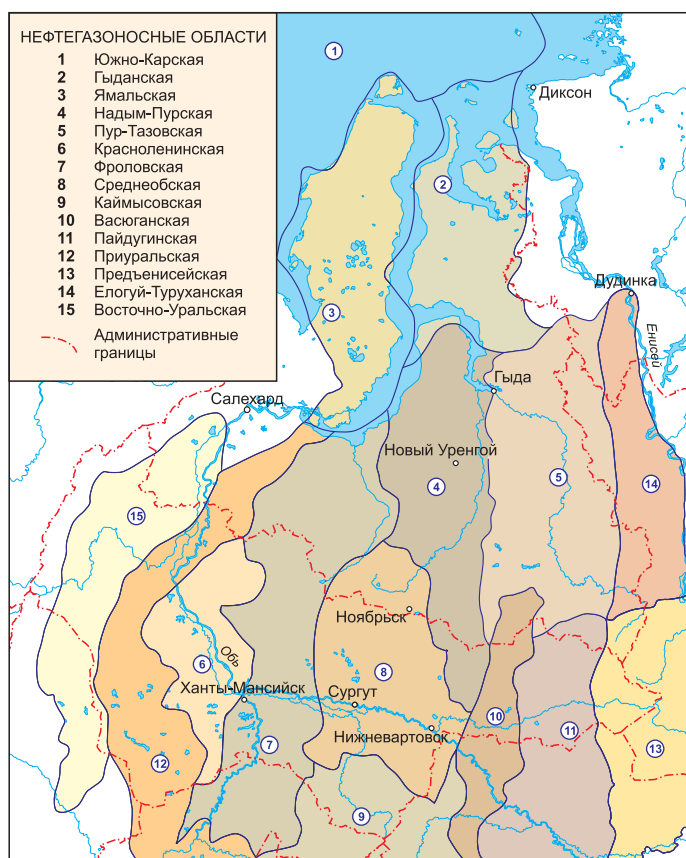 НЕФТЕГАЗОНОСНЫЕ ОБЛАСТИ
1 Южно-Карская
2 Гыданская
3 Ямальская
4 Надым-Пурская
5 Пур-Тазовская
6 Красноленинская
7 Фроловская
8 Среднеобская
9 Каймысовская
10 Васюганская
11 Пайдугинская
12 Приуральская
13 Предъенисейская
14 Елогуй-Туруханская
15 Восточно-Уральская
Административные
границы
1
Диксон
2
Дудинка
3
Енисей
Гыда
Салехард
Новый Уренгой
4
5
14
15
Ноябрьск
Обь
6
8
Ханты-Мансийск
Сургут
10
11
Нижневартовск
7
13
12
9